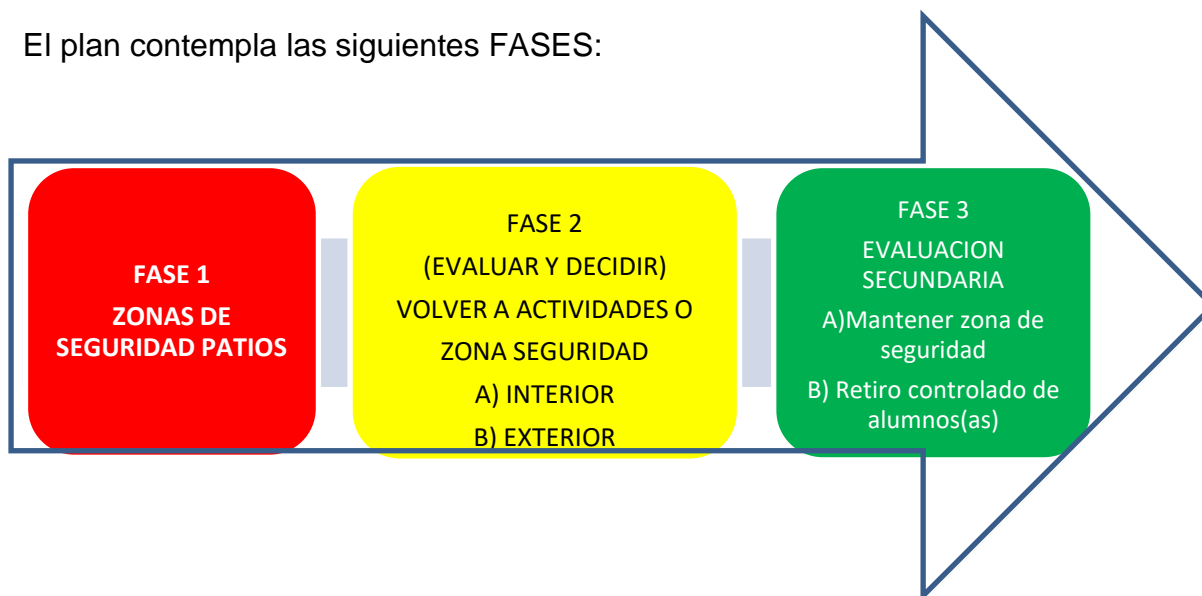 El plan contempla las siguientes FASES:
FASE 1
ZONAS DE
SEGURIDAD PATIOS
FASE 2
(EVALUAR Y DECIDIR)
VOLVER A ACTIVIDADES O
ZONA SEGURIDAD
A) INTERIOR
B) EXTERIOR
FASE 3
EVALUACION
SECUNDARIA
A)Mantener zona de
seguridad
B) Retiro controlado de
alumnos(as)